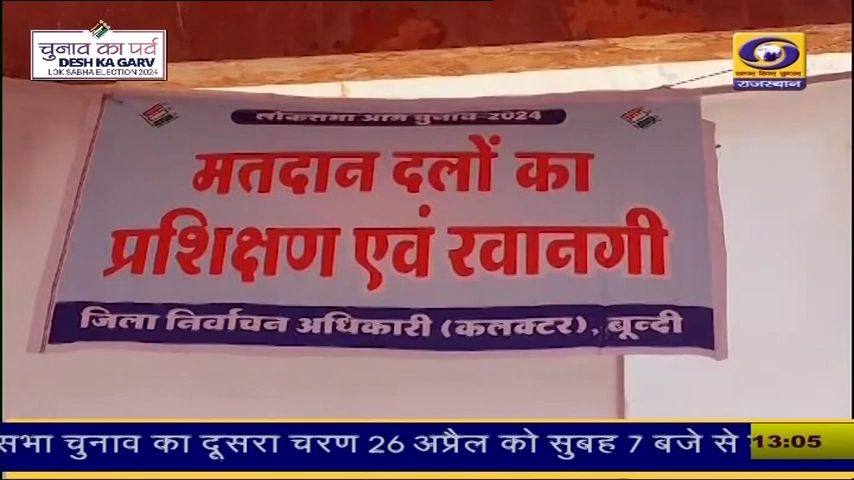 चुनाव का पर्व
DESH KA GARV
LOK SABHA ELECTION 2024
राजस्थान
लोकसभा आम चुनाव-2024
मतदान दलों का
प्रशिक्षण एवं रवानगी
जिला निर्वाचन अधिकारी (कलक्टर), बून्दी
सभा चुनाव का दूसरा चरण 26 अप्रैल को सुबह 7 बजे से
13:05